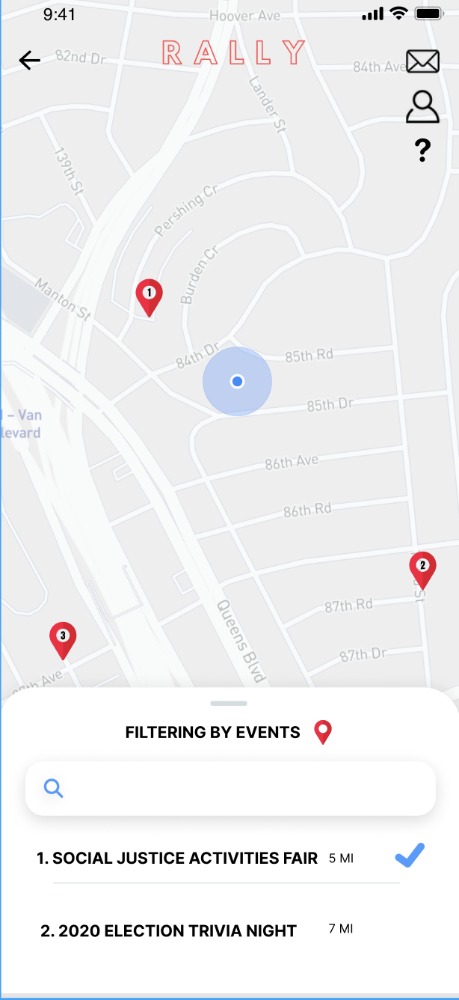 9:41
Hoover Ave
RALLY
82nd Dr
84th Ave
Lander St
139th St
Pershing Cr
Burden Cr
Manton St
1
84th Dr
85th Rd
85th Dr
- Van
levard
86th Ave
86th Rd
2
St
87th Rd
Queens Blvd
3
87th Dr
Ave
FILTERING BY EVENTS
1. SOCIAL JUSTICE ACTIVITIES FAIR 5 MI
2. 2020 ELECTION TRIVIA NIGHT 7 MI